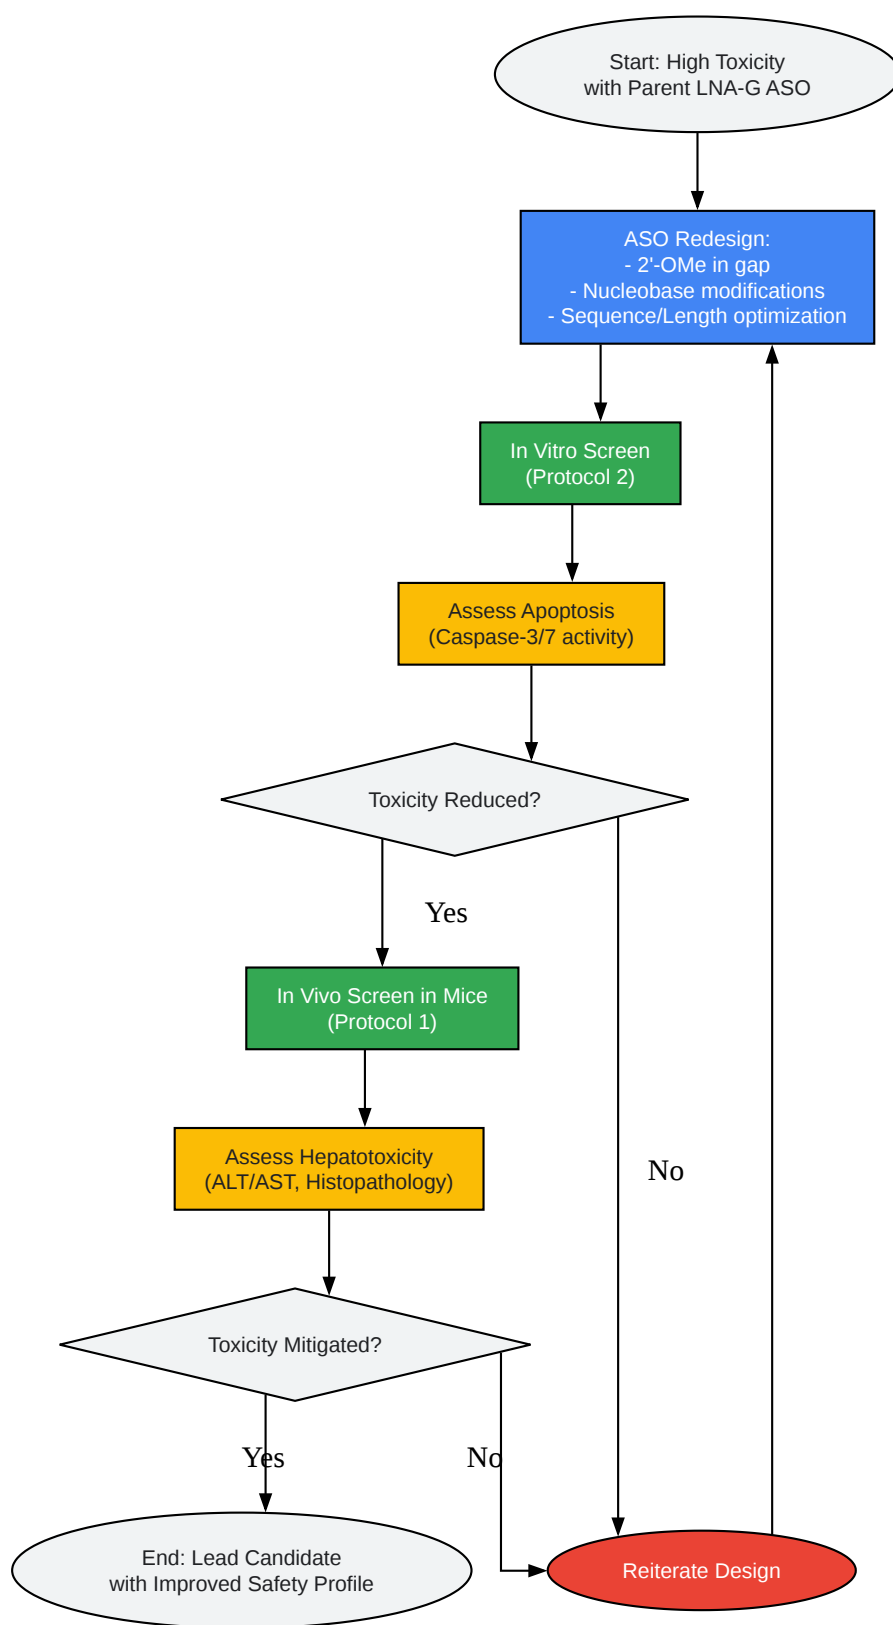 Start: High Toxicity
with Parent LNA-G ASO
ASO Redesign:
- 2'-OMe in gap
- Nucleobase modifications
- Sequence/Length optimization
In Vitro Screen
(Protocol 2)
Assess Apoptosis
(Caspase-3/7 activity)
Toxicity Reduced?
Yes
In Vivo Screen in Mice
(Protocol 1)
Assess Hepatotoxicity
(ALT/AST, Histopathology)
No
Toxicity Mitigated?
Yes
No
End: Lead Candidate
with Improved Safety Profile
Reiterate Design